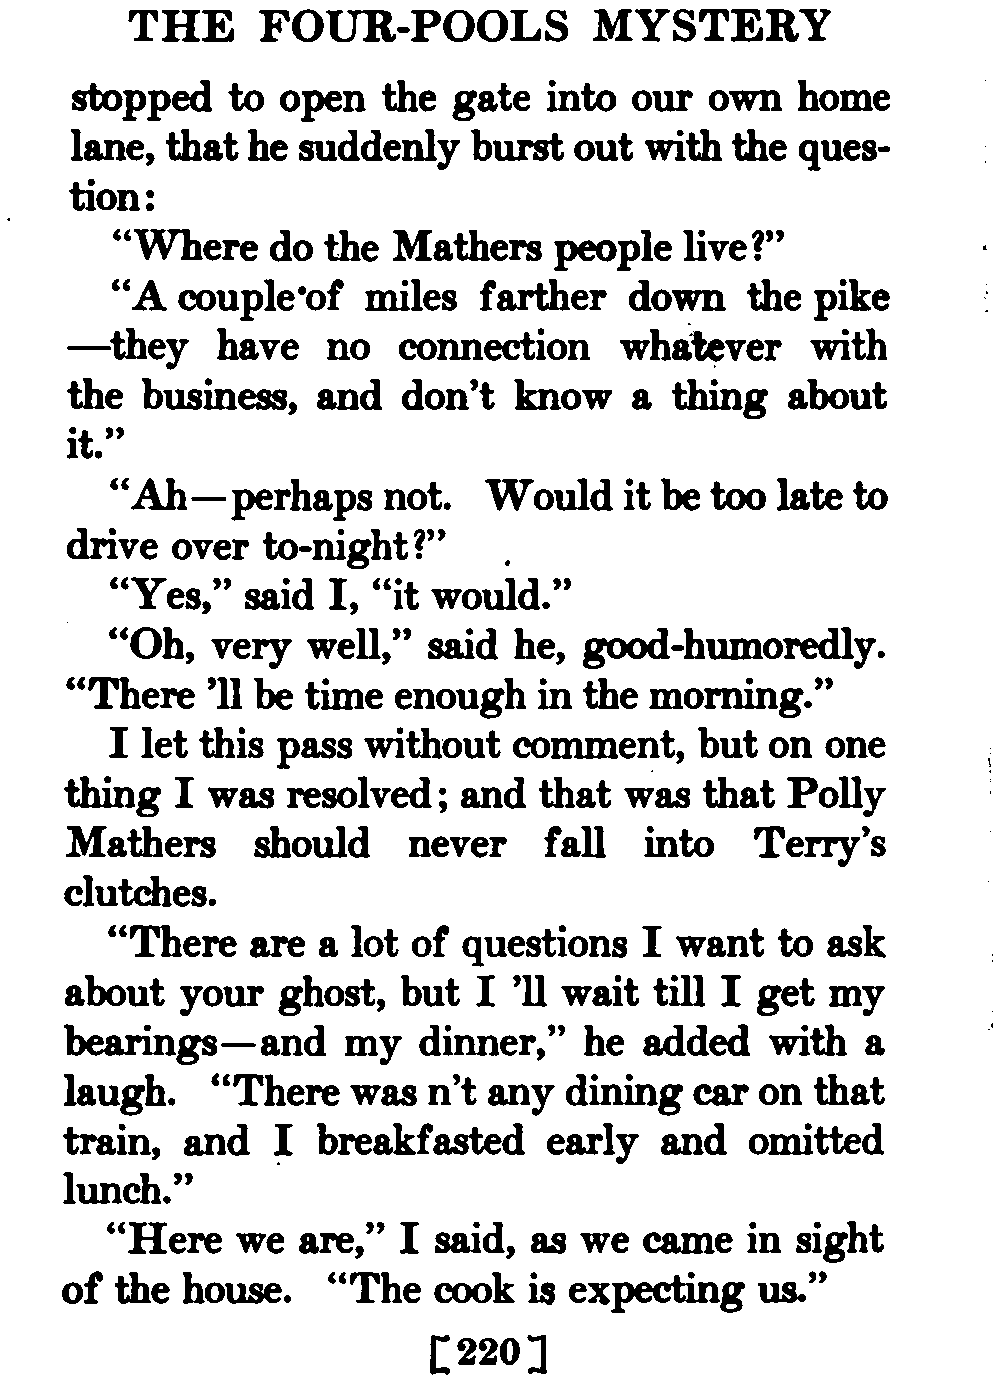 THE FOUR-POOLS MYSTERY
stopped to open the gate into our own home
lane, that he suddenly burst out with the ques-
tion:
“Where do the Mathers people live?”
“A couple of miles farther down the pike
—they have no connection whatever with
the business, and don't know a thing about
it.”
“Ah—perhaps not. Would it be too late to
drive over to-night?”
“Yes,” said I, “it would.”
“Oh, very well,” said he, good-humoredly.
“There 'll be time enough in the morning.”
I let this pass without comment, but on one
thing I was resolved; and that was that Polly
Mathers should never fall into Terry's
clutches.
“There are a lot of questions I want to ask
about your ghost, but I 'll wait till I get my
bearings—and my dinner,” he added with a
laugh. “There was n't any dining car on that
train, and I breakfasted early and omitted
lunch.”
“Here we are,” I said, as we came in sight
of the house. “The cook is expecting us.”
[220]